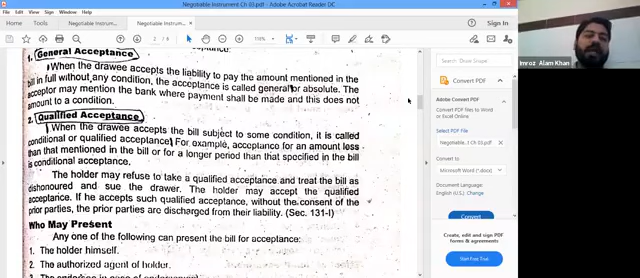 Negotiable Instrument Ch 03.pdf - Adobe Acrobat Reader DC
File Edit View Sign Window Help
Home
Tools
Negotiable Instrum...
Negotiable Instrum...
Sign In
1. General Acceptance
When the drawee accepts the liability to pay the amount mentioned in the
bill in full without any condition, the acceptance is called general or absolute. The
acceptor may mention the bank where payment shall be made and this does not
amount to a condition.
2. Qualified Acceptance
When the drawee accepts the bill subject to some condition, it is called
conditional or qualified acceptance. For example, acceptance for an amount less
than that mentioned in the bill or for a longer period than that specified in the bill
is conditional acceptance.
The holder may refuse to take a qualified acceptance and treat the bill as
dishonoured and sue the drawer. The holder may accept the qualified
acceptance. If he accepts such qualified acceptance, without the consent of the
prior parties, the prior parties are discharged from their liability. (Sec. 131-I)
Who May Present
Any one of the following can present the bill for acceptance:
1. The holder himself.
2. The authorized agent of holder.
Convert PDF
Adobe Convert PDF
Convert PDF Files to Word
or Excel Online
Select PDF File
Negotiable...t Ch 03.pdf
Convert to
Microsoft Word (*.docx)
Document Language:
English (U.S.) Change
Convert
Create, edit and sign PDF
forms & agreements
Start Free Trial
Imroz Alam Khan